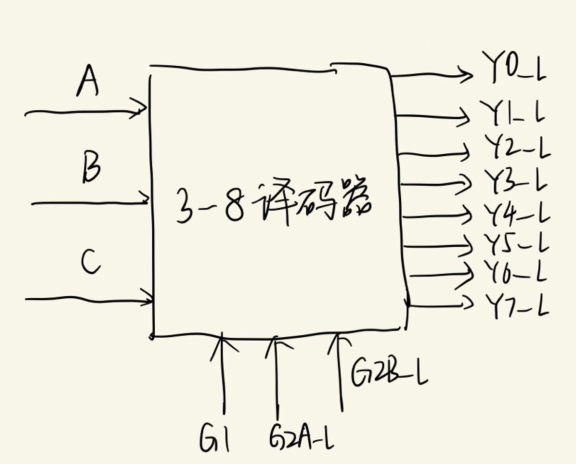 A
B
C
3-8译码器
Y0_L
Y1_L
Y2_L
Y3_L
Y4_L
Y5_L
Y6_L
Y7_L
G1
G2A_L
G2B_L